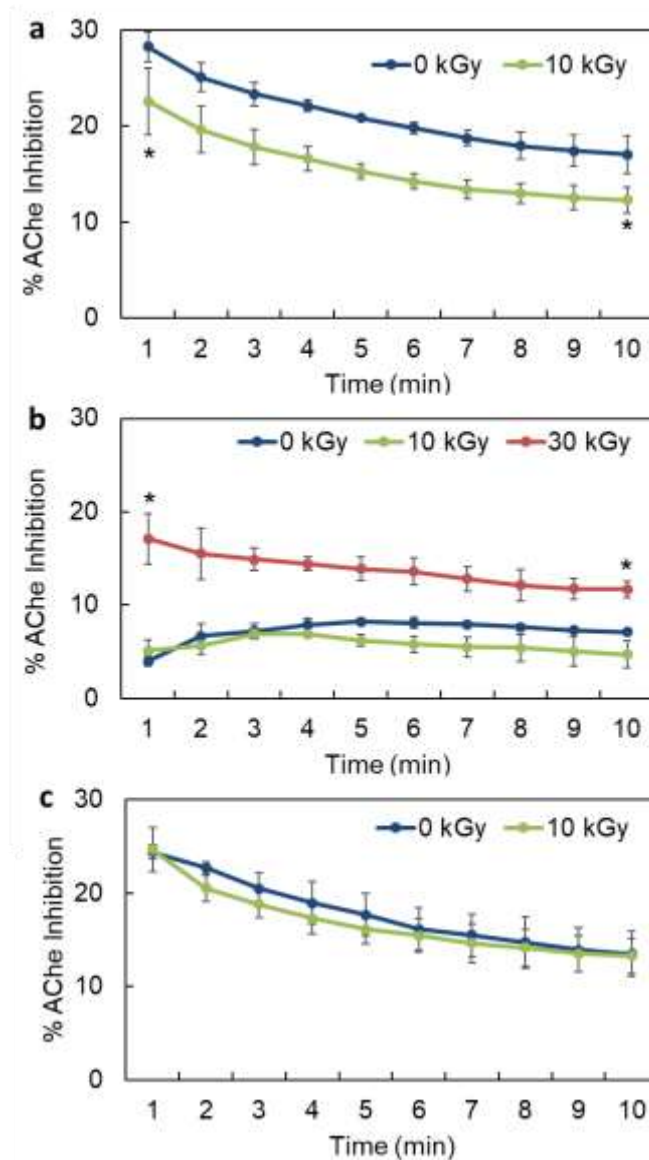 a
30
20
10
0
% AChe Inhibition
0 kGy 10 kGy
*
*
1 2 3 4 5 6 7 8 9 10
Time (min)
b
30
20
10
0
% AChe Inhibition
0 kGy 10 kGy 30 kGy
*
*
1 2 3 4 5 6 7 8 9 10
Time (min)
c
30
20
10
0
% AChe Inhibition
0 kGy 10 kGy
1 2 3 4 5 6 7 8 9 10
Time (min)